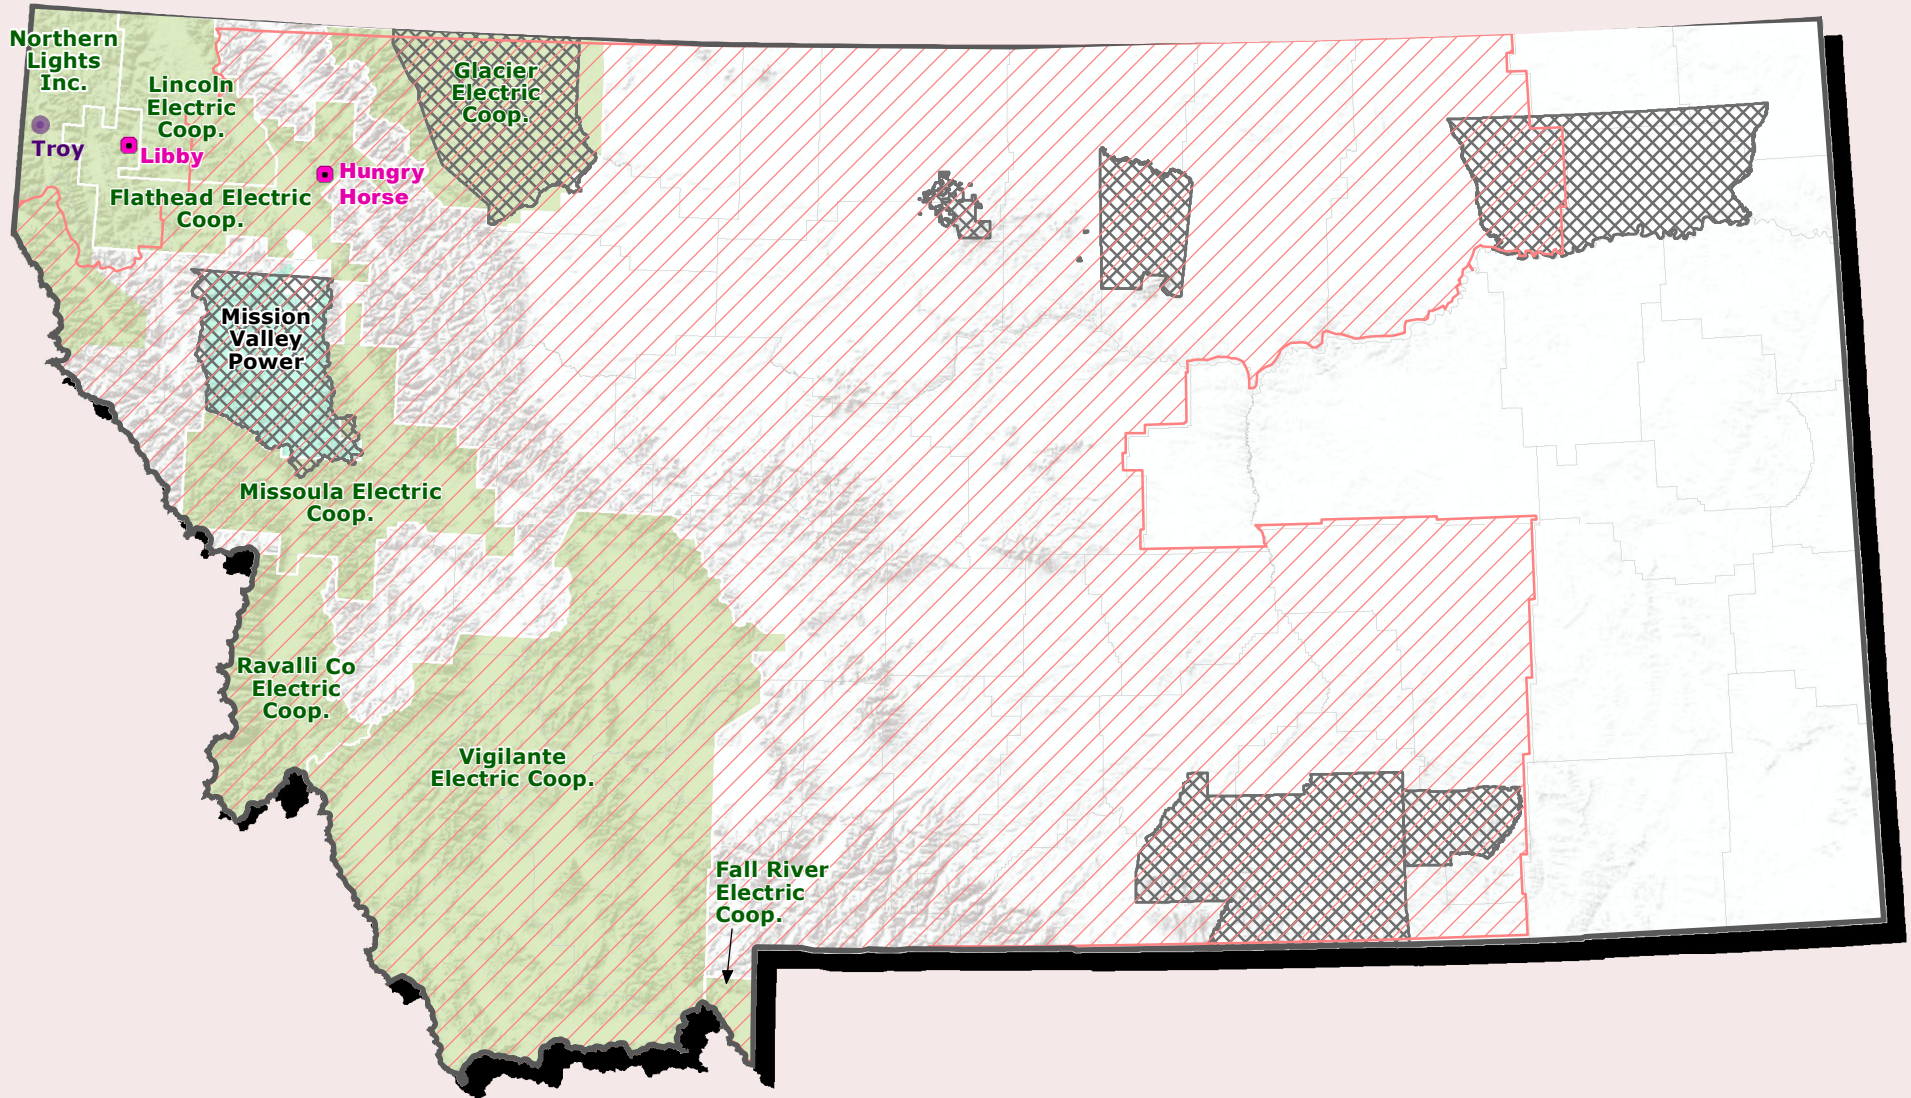 Northern
Lights
Inc.
Lincoln
Electric
Coop.
Glacier
Electric
Coop.
Troy
Libby
Hungry
Horse
Flathead Electric
Coop.
Mission
Valley
Power
Missoula Electric
Coop.
Ravalli Co
Electric
Coop.
Vigilante
Electric Coop.
Fall River
Electric
Coop.